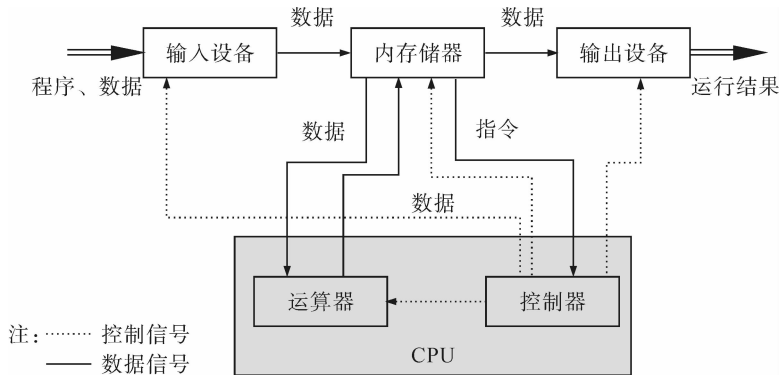 数据
数据
输入设备
内存储器
输出设备
程序、数据
运行结果
数据
指令
数据
运算器
控制器
注：
控制信号
数据信号
CPU